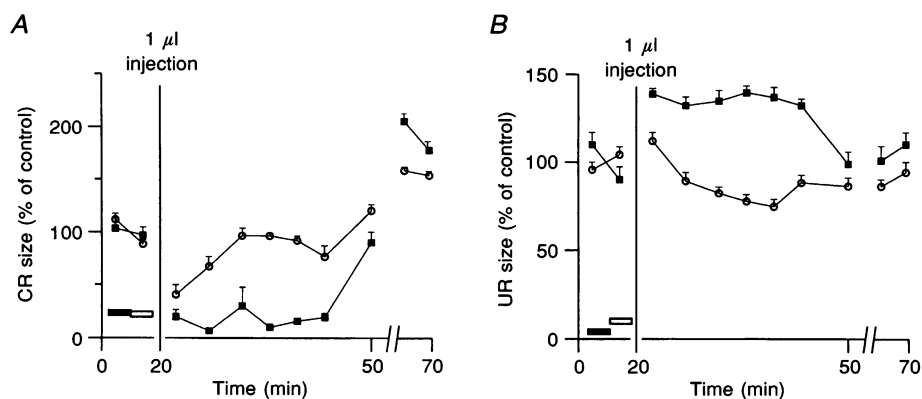 A
1 μl
injection
CR size (% of control)
200
100
0
0
20
50
70
Time (min)
B
1 μl
injection
UR size (% of control)
150
100
50
0
0
20
50
70
Time (min)